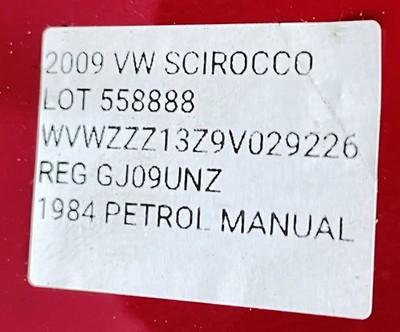 2009 VW SCIROCCO
LOT 558888
WVWZZZ13Z9V029226
REG GJ09UNZ
1984 PETROL MANUAL